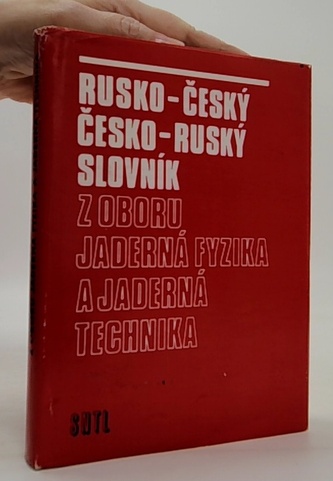 RUSKO-ČESKÝ
ČESKO-RUSKÝ
SLOVNÍK
Z OBORU
JADERNÁ FYZIKA
A JADERNÁ
TECHNIKA
SNTL